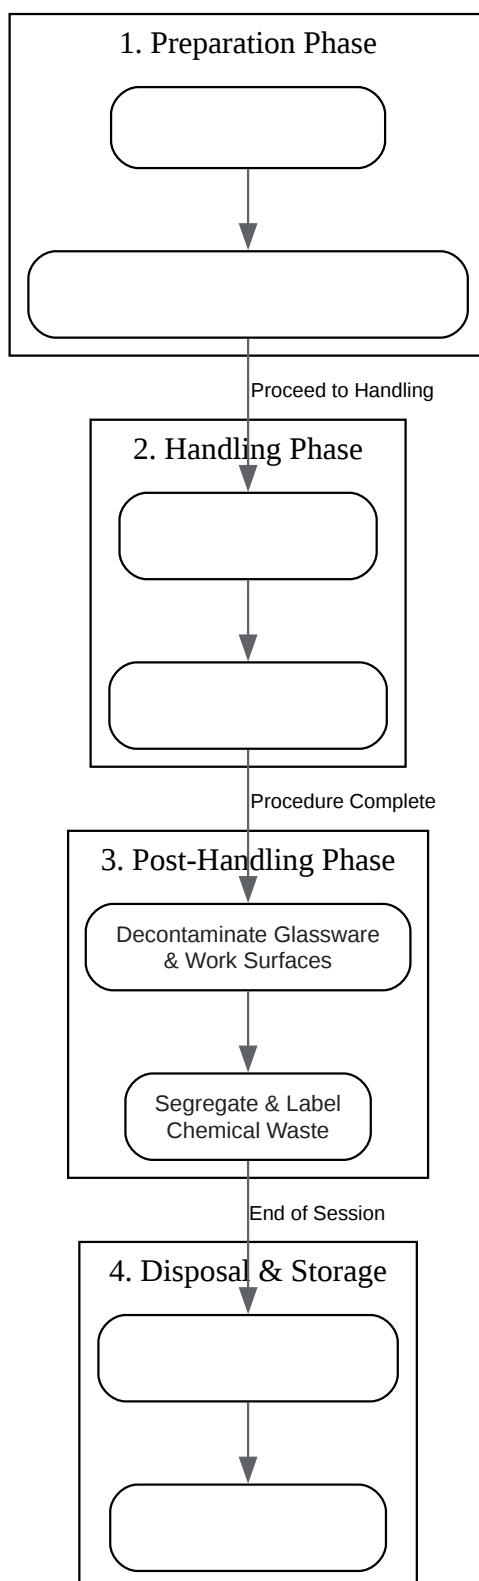 1. Preparation Phase
Proceed to Handling
2. Handling Phase
Procedure Complete
3. Post-Handling Phase
Decontaminate Glassware
& Work Surfaces
Segregate & Label
Chemical Waste
End of Session
4. Disposal & Storage